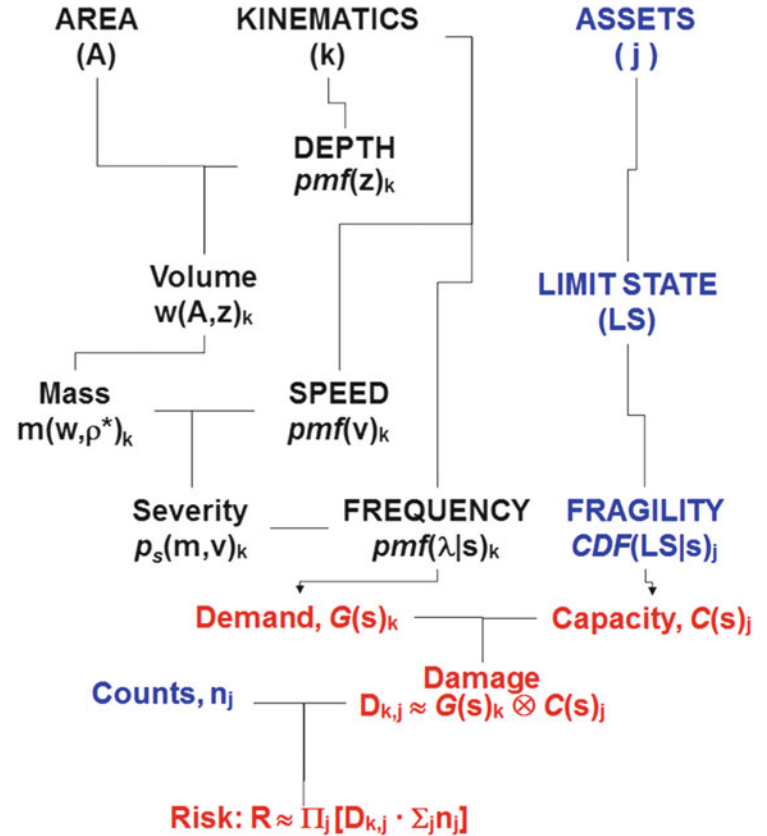 AREA
(A)
KINEMATICS
(k)
ASSETS
( j )
DEPTH
pmf(z)k
Volume
w(A,z)k
LIMIT STATE
(LS)
Mass
m(w,ρ*)k
SPEED
pmf(v)k
Severity
ps(m,v)k
FREQUENCY
pmf(λ|s)k
FRAGILITY
CDF(LS|s)j
Demand, G(s)k
Capacity, C(s)j
Damage
Counts, nj
Dk,j ≈ G(s)k ⊗ C(s)j
Risk: R ≈ Πj [Dk,j · Σjnj]